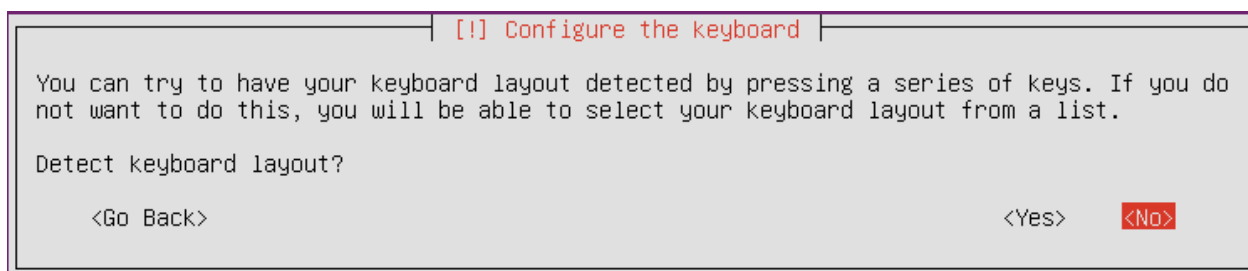 [!] Configure the keyboard
You can try to have your keyboard layout detected by pressing a series of keys. If you do
not want to do this, you will be able to select your keyboard layout from a list.
Detect keyboard layout?
<Go Back> <Yes> <No>